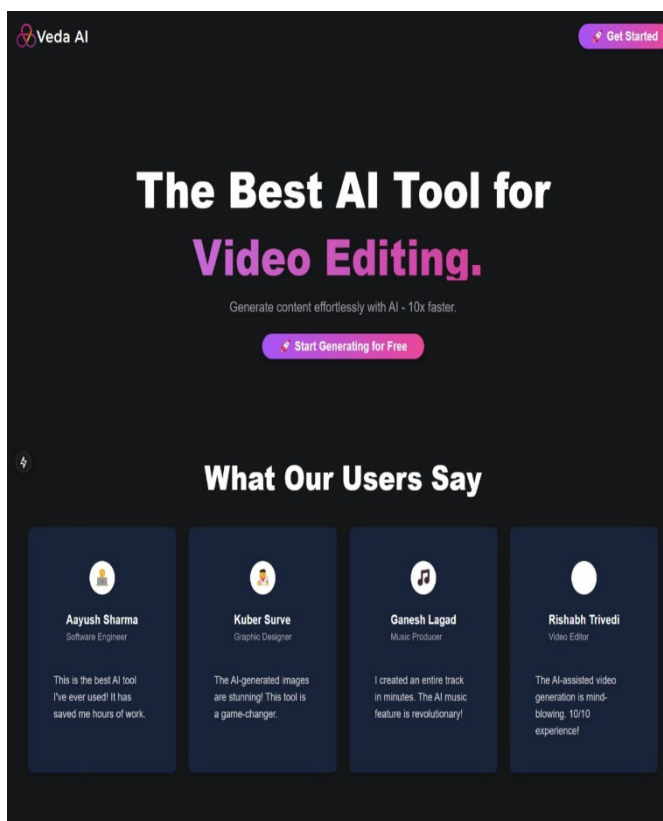 Veda AI
Get Started
The Best AI Tool for
Video Editing.
Generate content effortlessly with AI - 10x faster.
Start Generating for Free
What Our Users Say
Aayush Sharma
Software Engineer
This is the best AI tool
I've ever used! It has
saved me hours of work.
Kuber Surve
Graphic Designer
The AI-generated images
are stunning! This tool is
a game-changer.
Ganesh Lagad
Music Producer
I created an entire track
in minutes. The AI music
feature is revolutionary!
Rishabh Trivedi
Video Editor
The AI-assisted video
generation is mind-
blowing. 10/10
experience!